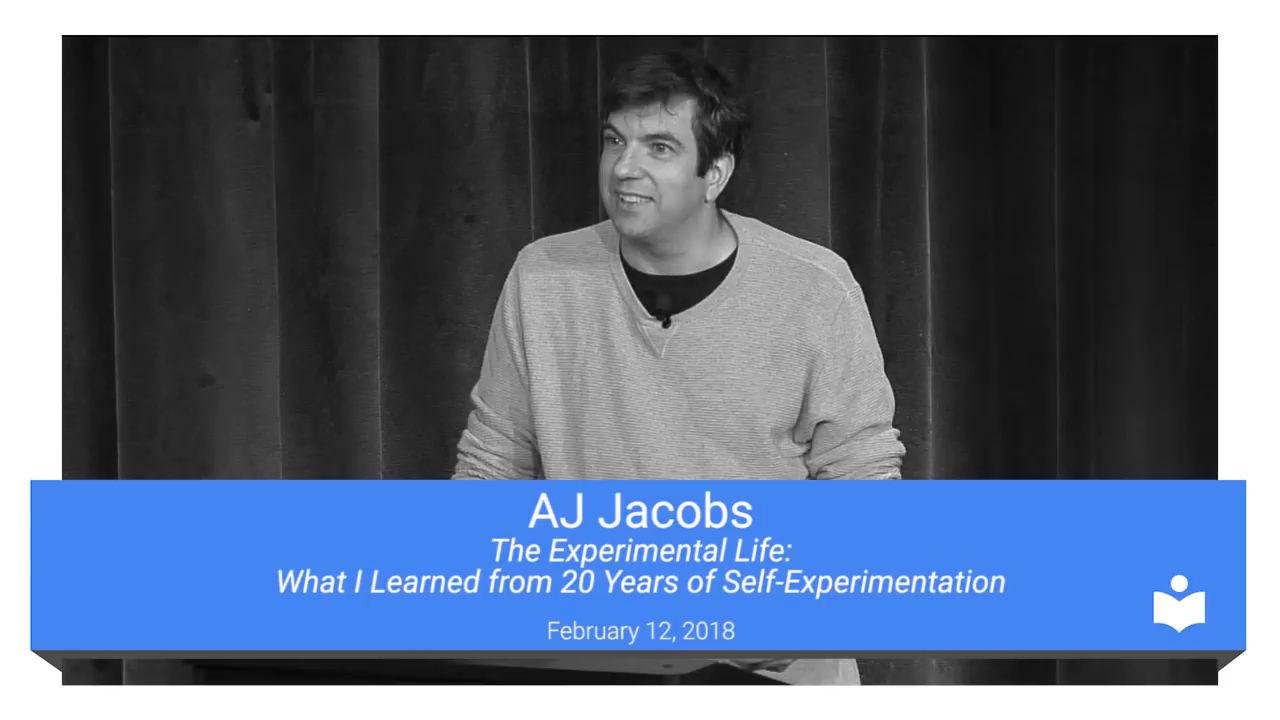 AJ Jacobs
The Experimental Life:
What I Learned from 20 Years of Self-Experimentation
February 12, 2018